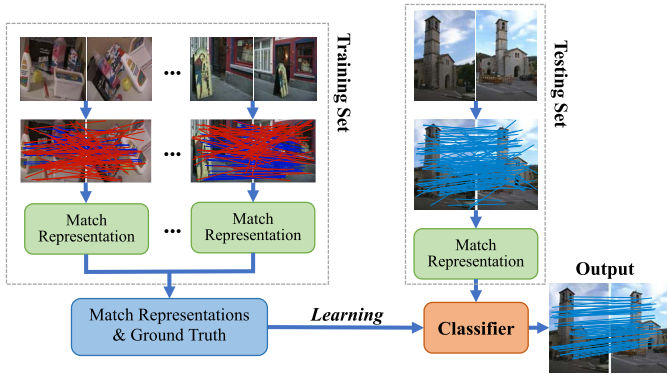 Training Set
...
...
Match
Representation
...
Match
Representation
Match Representations
& Ground Truth
Learning
Testing Set
Match
Representation
Classifier
Output